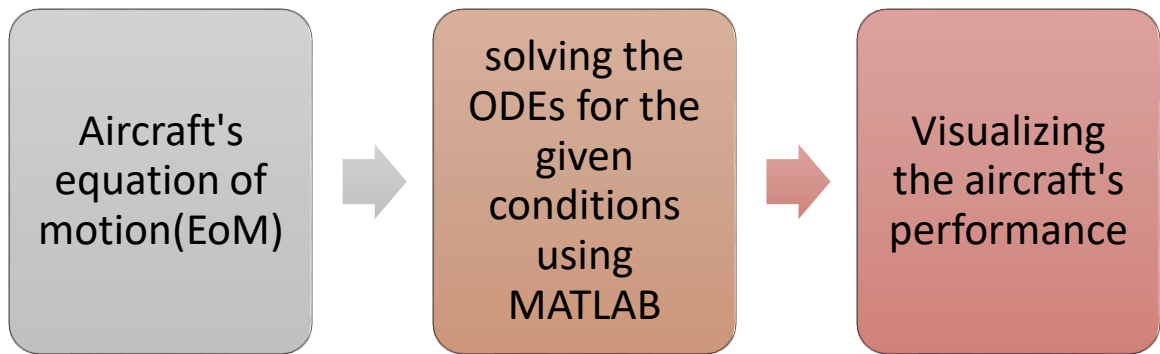 Aircraft's
equation of
motion(EoM)
solving the
ODEs for the
given
conditions
using
MATLAB
Visualizing
the aircraft's
performance